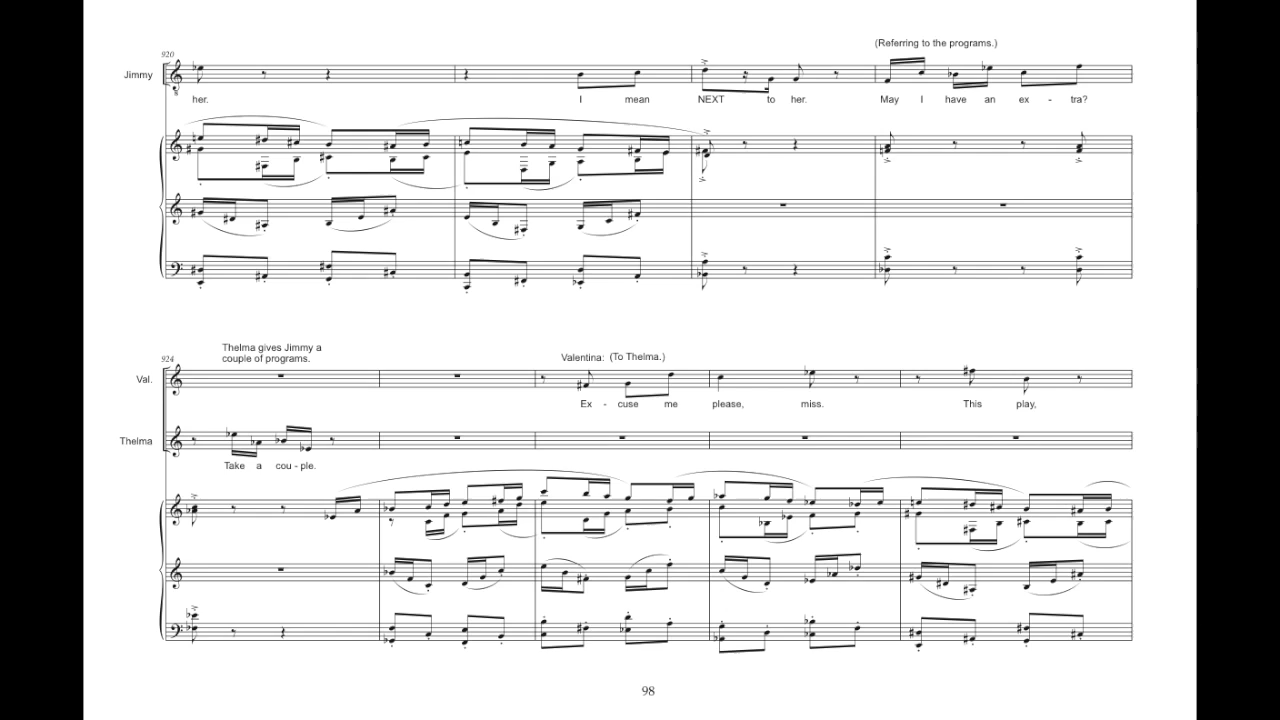 (Referring to the programs.)
920
Jimmy
her. I mean NEXT to her. May I have an ex - tra?
Thelma gives Jimmy a
couple of programs.
924
Valentina: (To Thelma.)
Val.
Ex - cuse me please, miss. This play,
Thelma
Take a cou - ple.
98